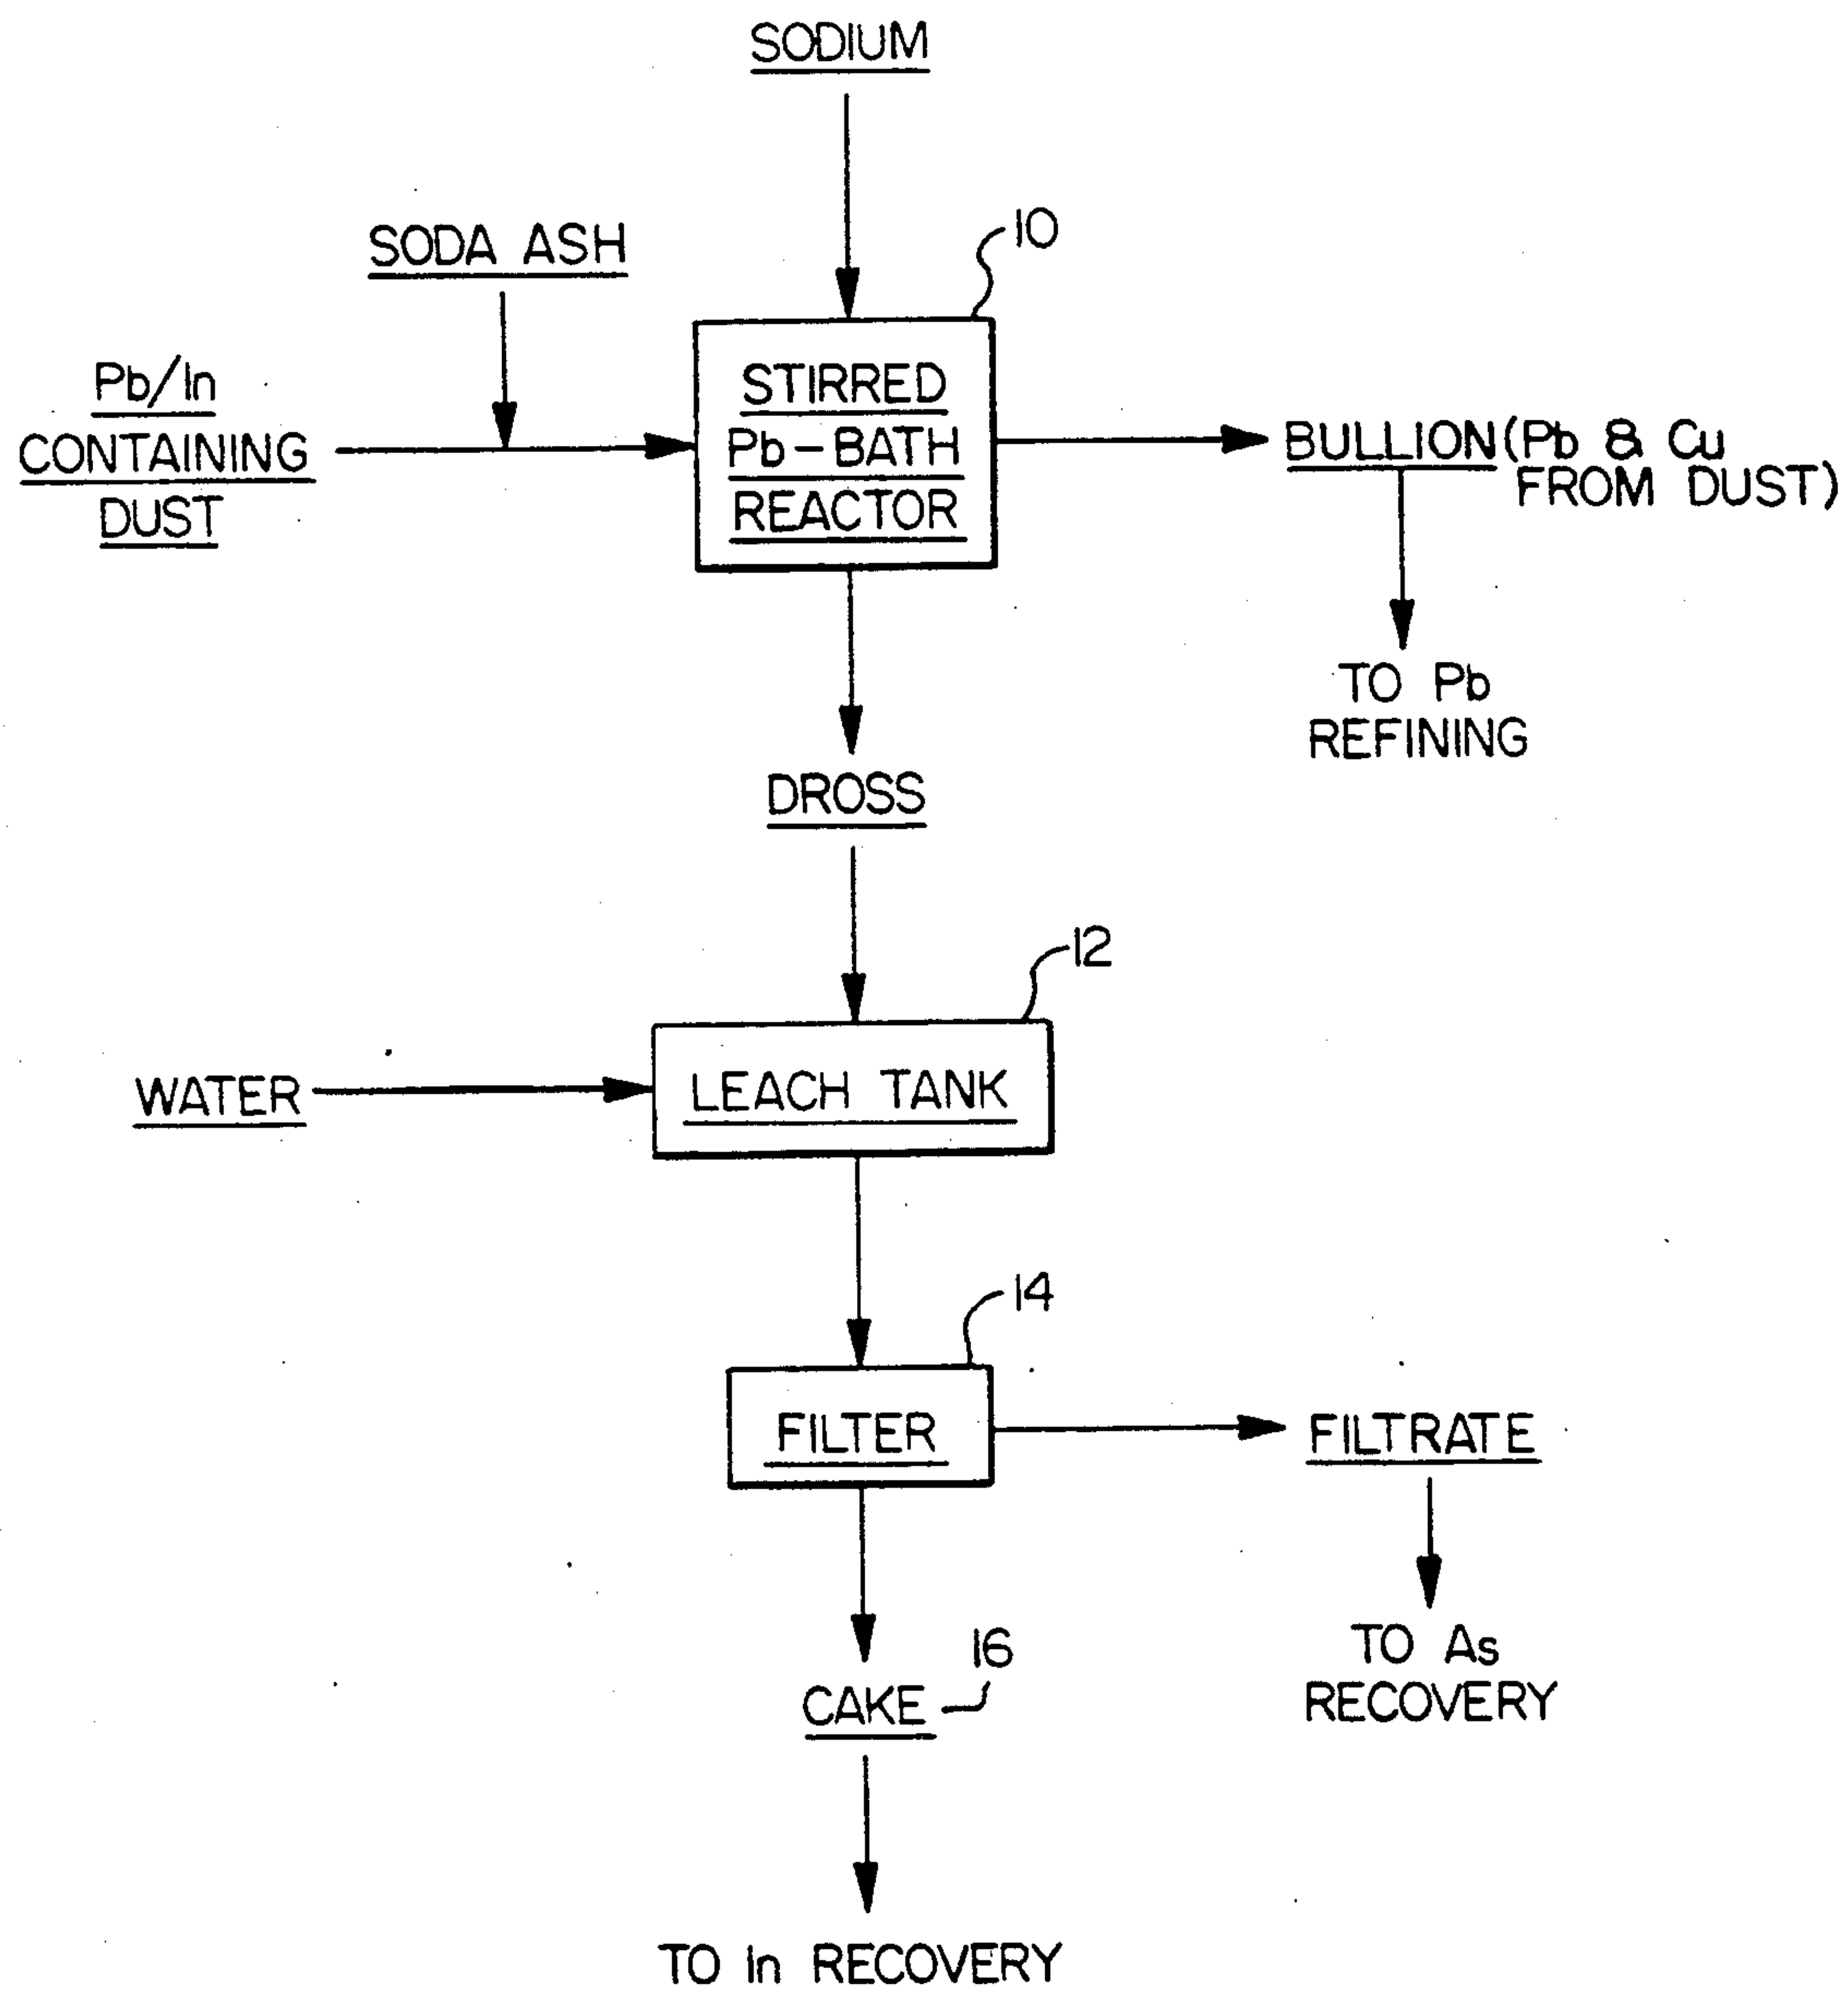 SODIUM
10
SODA ASH
Pb/In
CONTAINING
DUST
STIRRED
Pb-BATH
REACTOR
BULLION (Pb & Cu
FROM DUST)
TO Pb
REFINING
DROSS
12
WATER
LEACH TANK
14
FILTER
FILTRATE
TO As
RECOVERY
16
CAKE
TO In RECOVERY